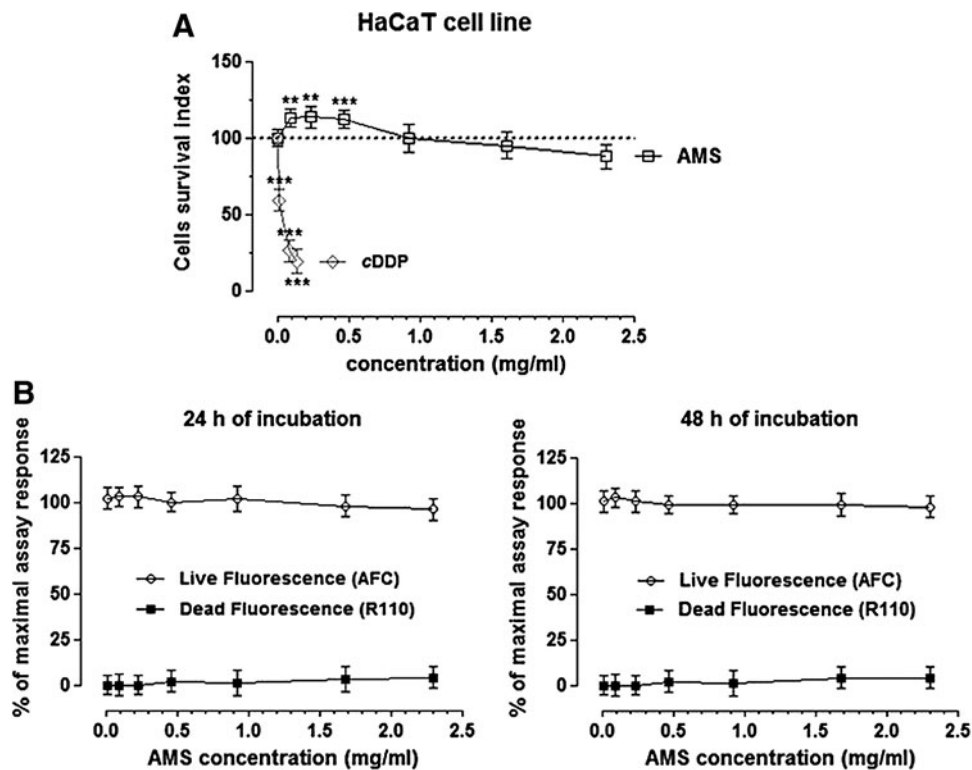 A
HaCaT cell line
Cells survival index
150
100
50
0
** ** ***
***
***
***
AMS
cDDP
0.0 0.5 1.0 1.5 2.0 2.5
concentration (mg/ml)
B
24 h of incubation
% of maximal assay response
125
100
75
50
25
0
Live Fluorescence (AFC)
Dead Fluorescence (R110)
0.0 0.5 1.0 1.5 2.0 2.5
AMS concentration (mg/ml)
48 h of incubation
% of maximal assay response
125
100
75
50
25
0
Live Fluorescence (AFC)
Dead Fluorescence (R110)
0.0 0.5 1.0 1.5 2.0 2.5
AMS concentration (mg/ml)